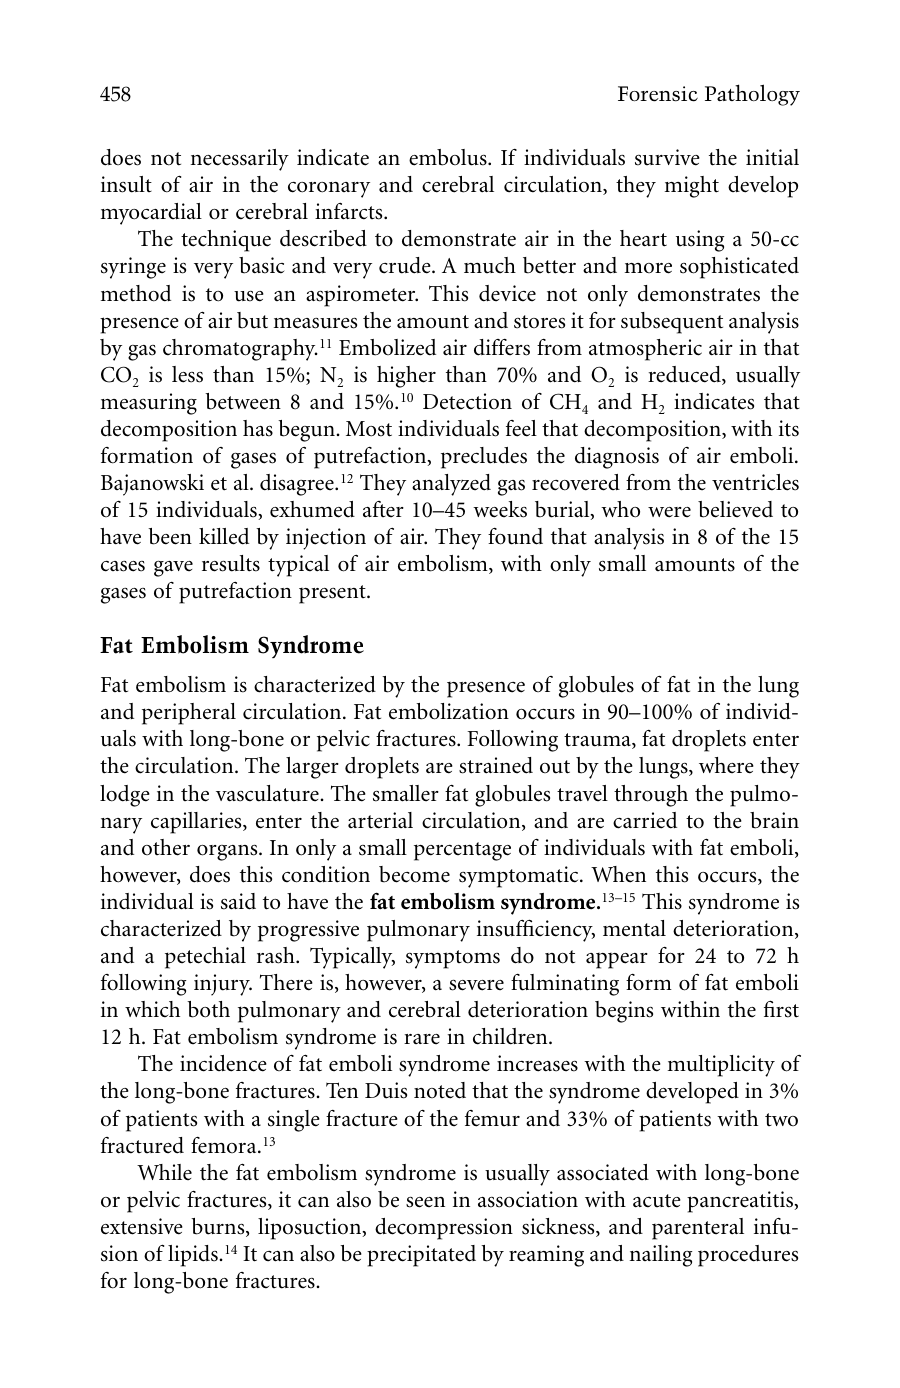 458 Forensic Pathology
does not necessarily indicate an embolus. If individuals survive the initial
insult of air in the coronary and cerebral circulation, they might develop
myocardial or cerebral infarcts.
The technique described to demonstrate air in the heart using a 50-cc
syringe is very basic and very crude. A much better and more sophisticated
method is to use an aspirometer. This device not only demonstrates the
presence of air but measures the amount and stores it for subsequent analysis
by gas chromatography.¹¹ Embolized air differs from atmospheric air in that
CO₂ is less than 15%; N₂ is higher than 70% and O₂ is reduced, usually
measuring between 8 and 15%.¹⁰ Detection of CH₄ and H₂ indicates that
decomposition has begun. Most individuals feel that decomposition, with its
formation of gases of putrefaction, precludes the diagnosis of air emboli.
Bajanowski et al. disagree.¹² They analyzed gas recovered from the ventricles
of 15 individuals, exhumed after 10–45 weeks burial, who were believed to
have been killed by injection of air. They found that analysis in 8 of the 15
cases gave results typical of air embolism, with only small amounts of the
gases of putrefaction present.
Fat Embolism Syndrome
Fat embolism is characterized by the presence of globules of fat in the lung
and peripheral circulation. Fat embolization occurs in 90–100% of individ-
uals with long-bone or pelvic fractures. Following trauma, fat droplets enter
the circulation. The larger droplets are strained out by the lungs, where they
lodge in the vasculature. The smaller fat globules travel through the pulmo-
nary capillaries, enter the arterial circulation, and are carried to the brain
and other organs. In only a small percentage of individuals with fat emboli,
however, does this condition become symptomatic. When this occurs, the
individual is said to have the fat embolism syndrome.¹³⁻¹⁵ This syndrome is
characterized by progressive pulmonary insufficiency, mental deterioration,
and a petechial rash. Typically, symptoms do not appear for 24 to 72 h
following injury. There is, however, a severe fulminating form of fat emboli
in which both pulmonary and cerebral deterioration begins within the first
12 h. Fat embolism syndrome is rare in children.
The incidence of fat emboli syndrome increases with the multiplicity of
the long-bone fractures. Ten Duis noted that the syndrome developed in 3%
of patients with a single fracture of the femur and 33% of patients with two
fractured femora.¹³
While the fat embolism syndrome is usually associated with long-bone
or pelvic fractures, it can also be seen in association with acute pancreatitis,
extensive burns, liposuction, decompression sickness, and parenteral infu-
sion of lipids.¹⁴ It can also be precipitated by reaming and nailing procedures
for long-bone fractures.